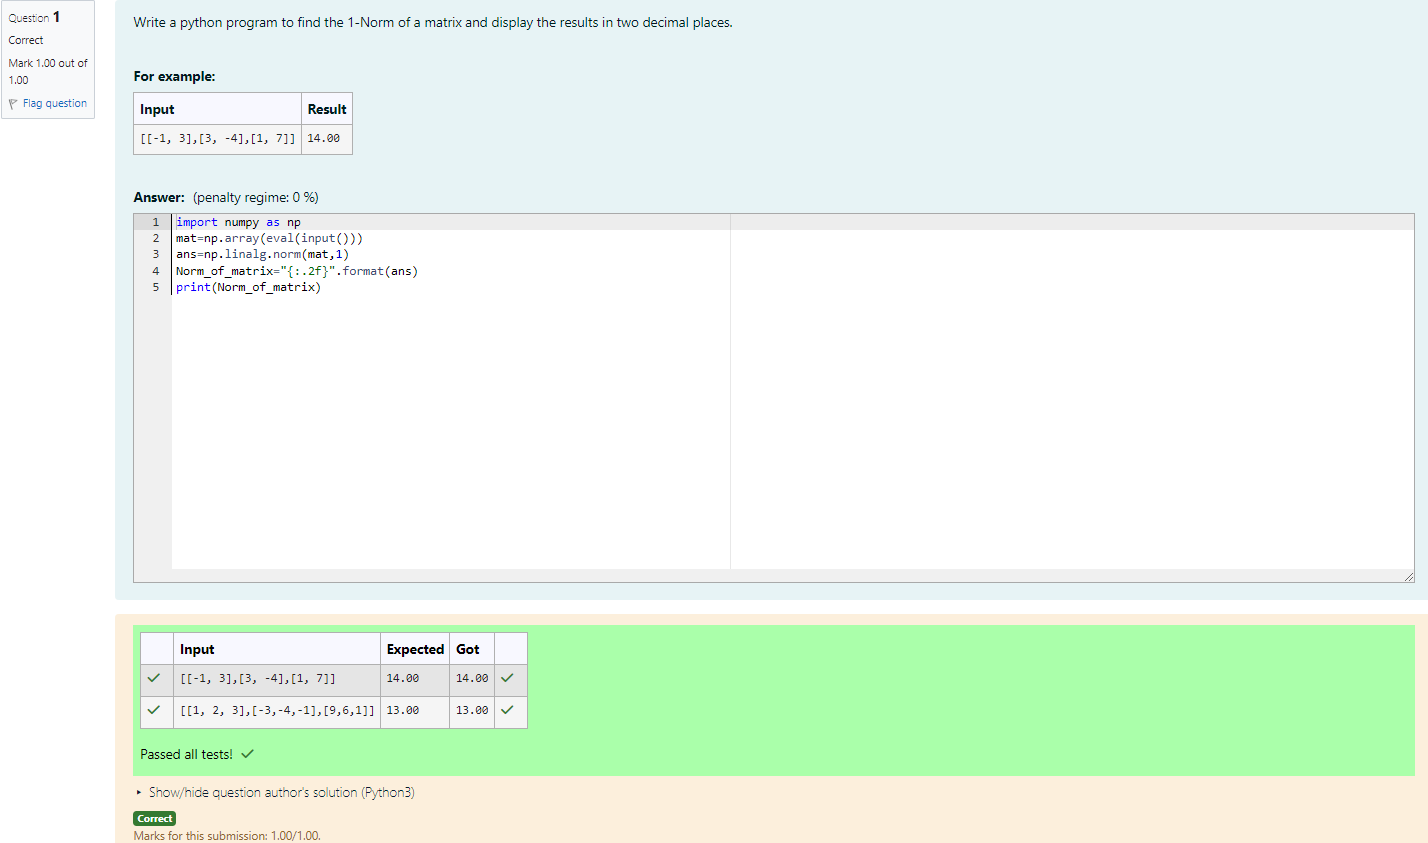 Question 1
Correct
Mark 1.00 out of
1.00
Flag question
Write a python program to find the 1-Norm of a matrix and display the results in two decimal places.
For example:
Input Result
[[-1, 3],[3, -4],[1, 7]] 14.00
Answer: (penalty regime: 0 %)
1 import numpy as np
2 mat=np.array(eval(input()))
3 ans=np.linalg.norm(mat,1)
4 Norm_of_matrix="{:.2f}".format(ans)
5 print(Norm_of_matrix)
Input Expected Got
[[-1, 3],[3, -4],[1, 7]] 14.00 14.00
[[1, 2, 3],[-3,-4,-1],[9,6,1]] 13.00 13.00
Passed all tests!
Show/hide question author's solution (Python3)
Correct
Marks for this submission: 1.00/1.00.